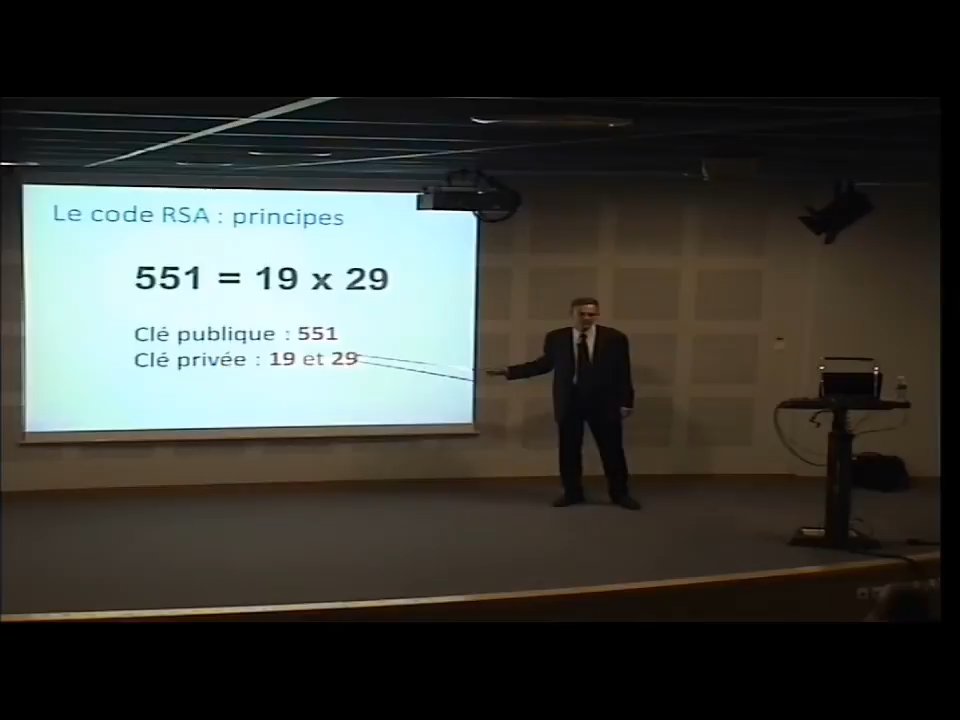 Le code RSA : principes
551 = 19 x 29
Clé publique : 551
Clé privée : 19 et 29